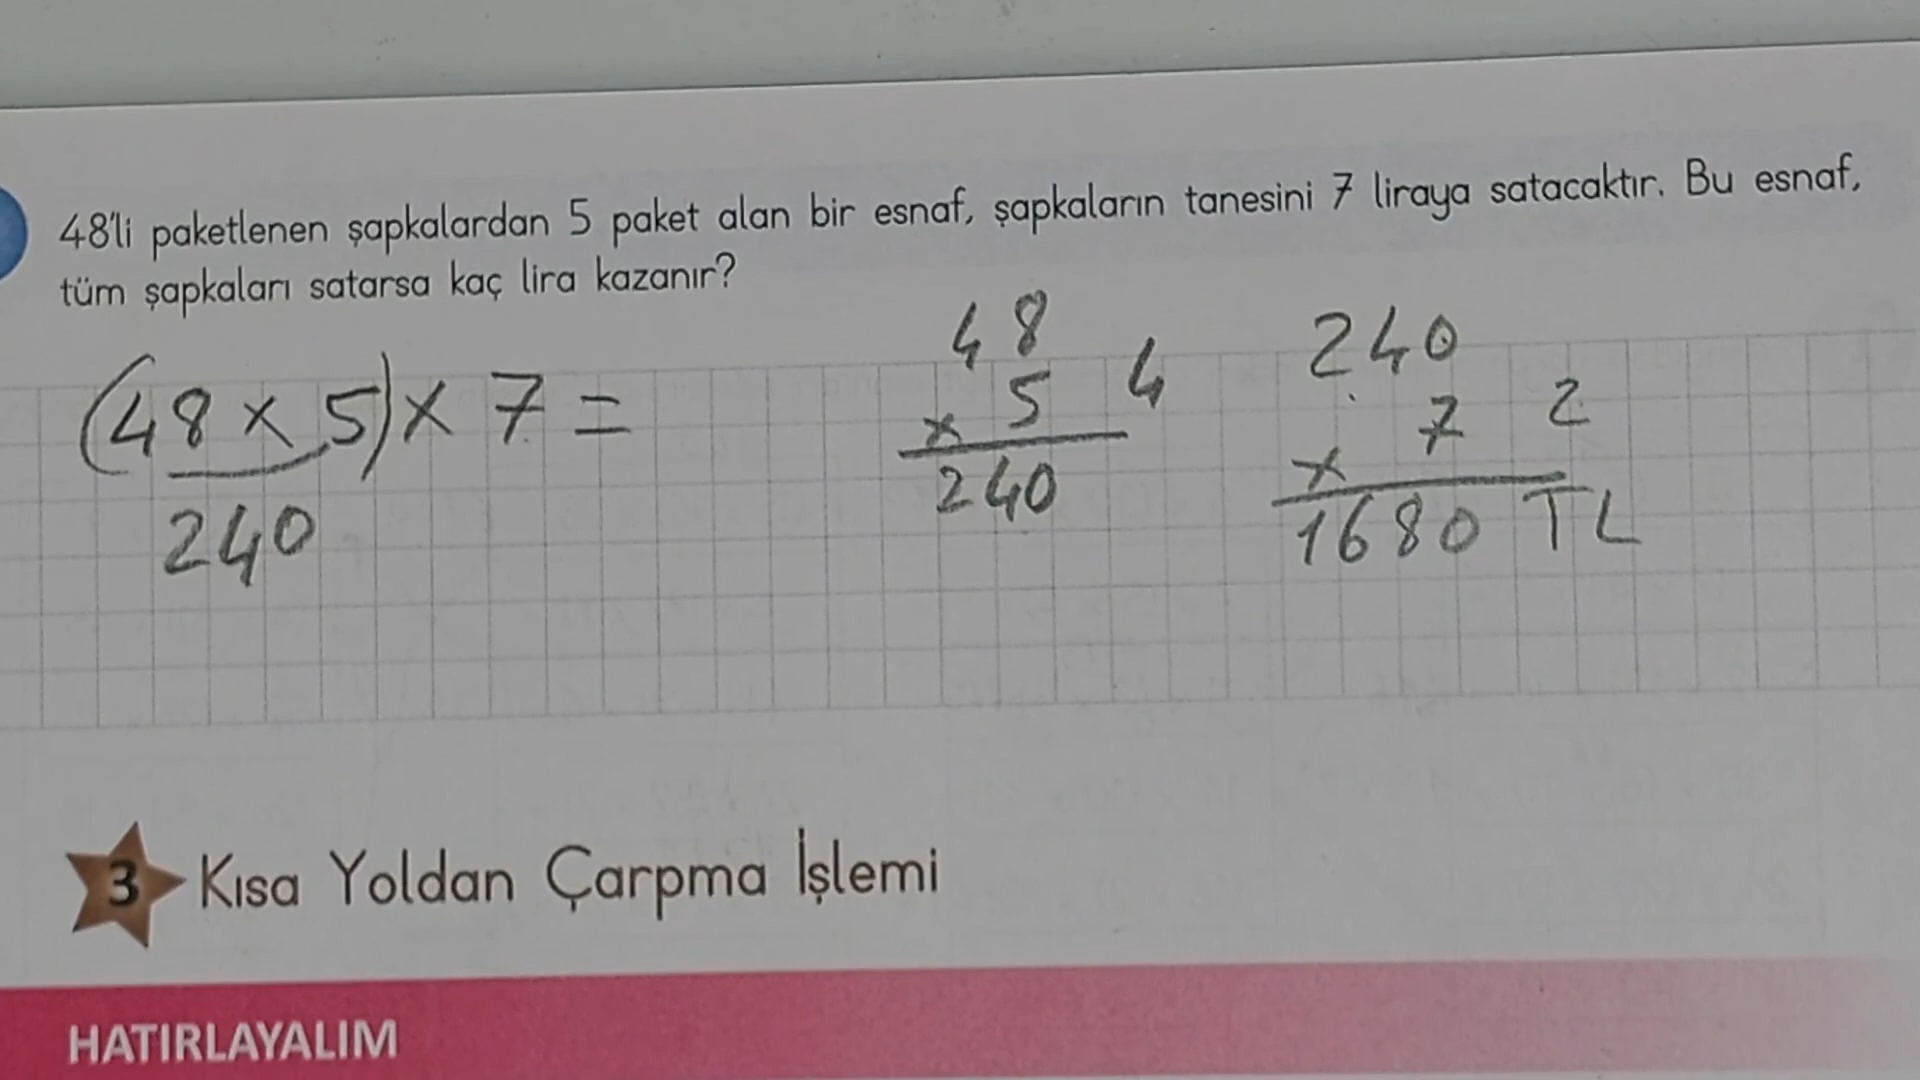 48'li paketlenen şapkalardan 5 paket alan bir esnaf, şapkaların tanesini 7 liraya satacaktır. Bu esnaf,
tüm şapkaları satarsa kaç lira kazanır?
(48 x 5) x 7 =
240
48
x 5 4
240
240
x 7 2
1680 TL
3 Kısa Yoldan Çarpma İşlemi
HATIRLAYALIM